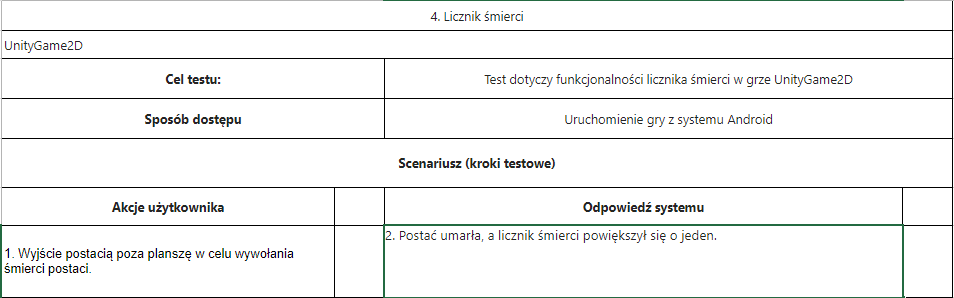 4. Licznik śmierci
UnityGame2D
Cel testu:
Test dotyczy funkcjonalności licznika śmierci w grze UnityGame2D
Sposób dostępu
Uruchomienie gry z systemu Android
Scenariusz (kroki testowe)
Akcje użytkownika
Odpowiedź systemu
1. Wyjście postacią poza planszę w celu wywołania
śmierci postaci.
2. Postać umarła, a licznik śmierci powiększył się o jeden.